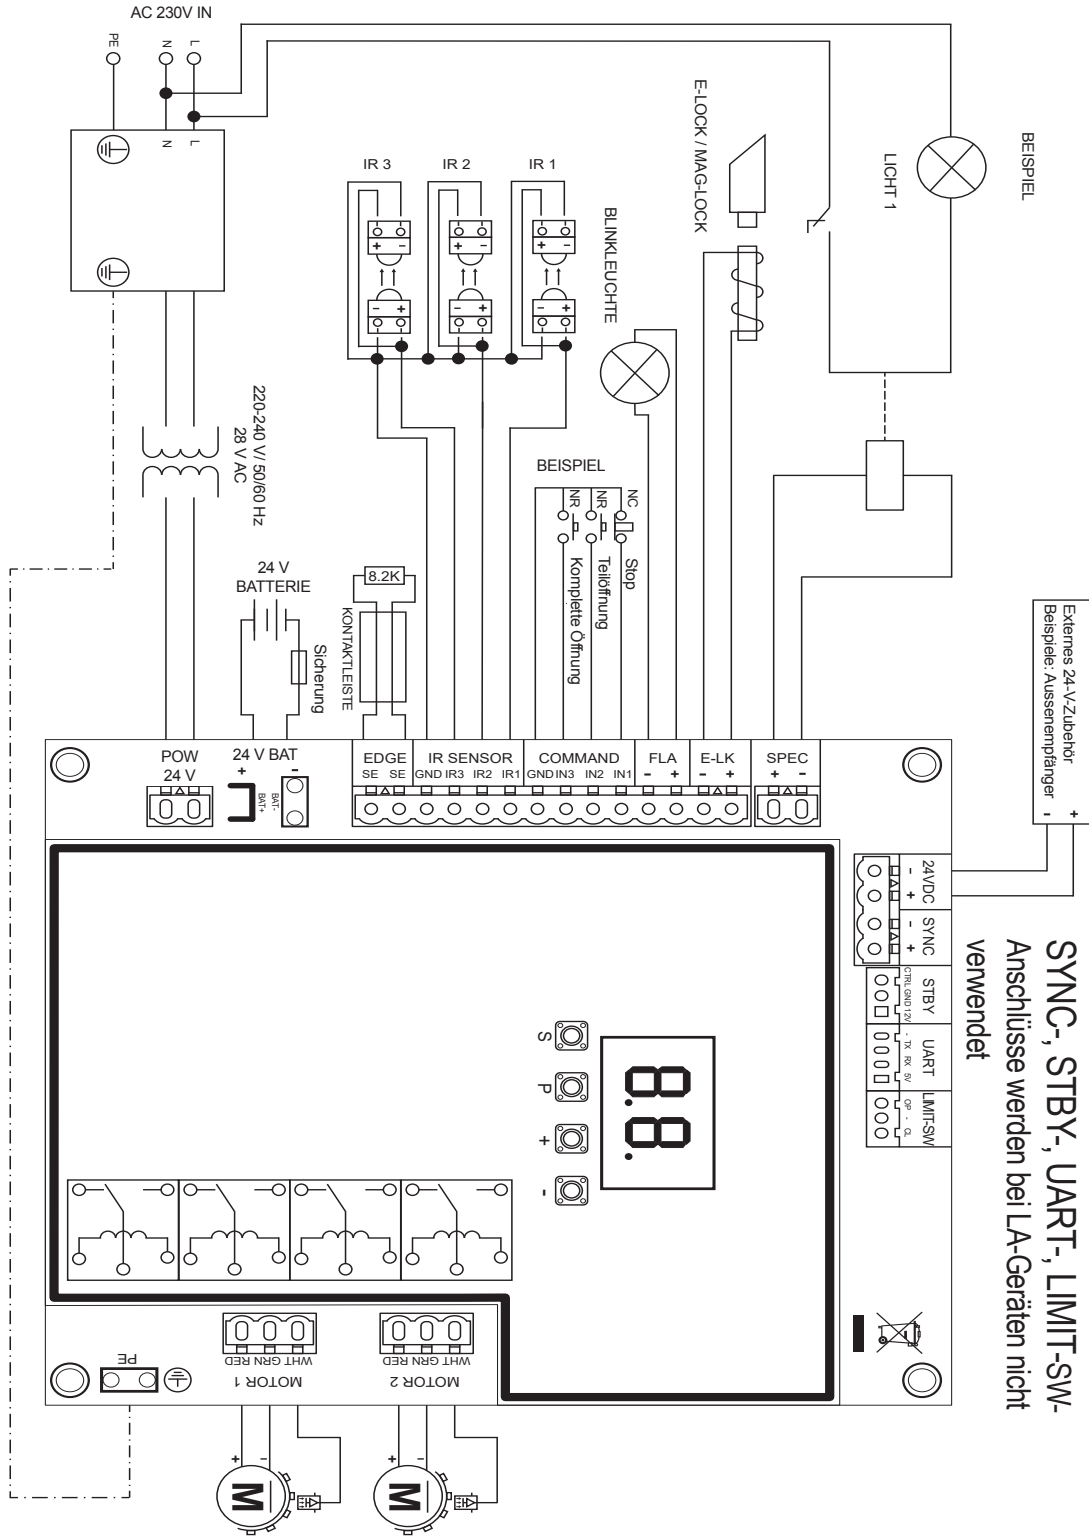 AC 230V IN
PE
N
L
N
L
BEISPIEL
LICHT 1
E-LOCK / MAG-LOCK
IR 3
IR 2
IR 1
+ -
+ -
+ -
- +
- +
- +
BLINKLEUCHTE
220-240 V/ 50/60 Hz
28 V AC
BEISPIEL
NR
NR
NC
Stop
Teilöffnung
Komplette Öffnung
24 V
BATTERIE
Sicherung
8.2K
KONTAKTLEISTE
Externes 24-V-Zubehör
Beispiele: Aussenempfänger
- +
POW
24 V
24 V BAT
+ -
BAT+
BAT-
EDGE
SE SE
IR SENSOR
GND IR3 IR2 IR1
COMMAND
GND IN3 IN2 IN1
FLA
- +
E-LK
- +
SPEC
+ -
24VDC
- +
SYNC
- +
STBY
CTRL GND 12V
UART
- TX RX 5V
LIMIT-SW
OP - CL
SYNC-, STBY-, UART-, LIMIT-SW-
Anschlüsse werden bei LA-Geräten nicht
verwendet
8.8.
S
P
+
-
PE
WHT GRN RED
MOTOR 1
WHT GRN RED
MOTOR 2
+ -
M
+ -
M